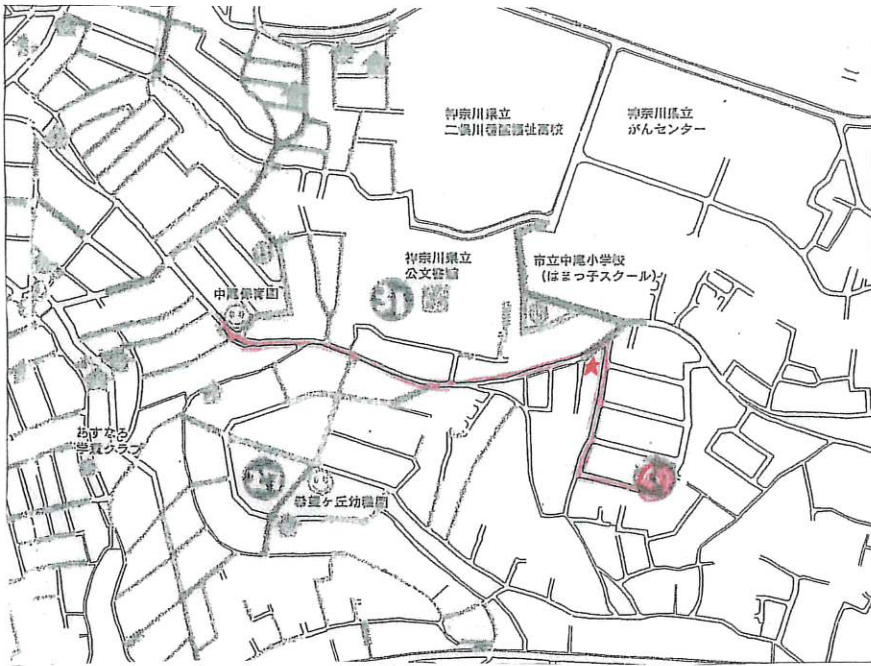 神奈川県立
二俣川看護福祉高校
神奈川県立
がんセンター
神奈川県立
公文書館
市立中尾小学校
(はまっ子スクール)
中尾保育園
31
あすなろ
学童クラブ
27
希望ヶ丘幼稚園